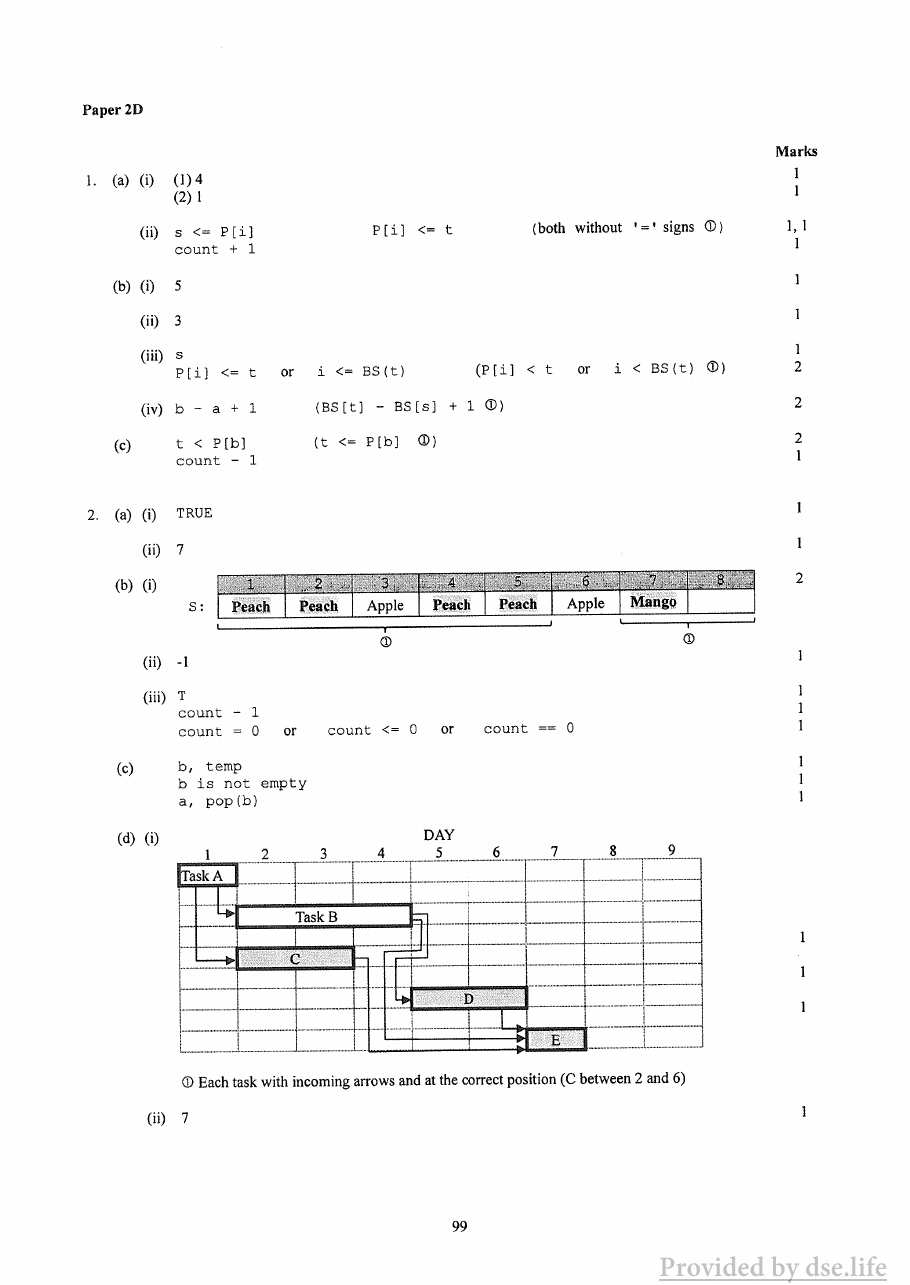 Paper 2D
Marks
1. (a) (i) (1) 4 1
(2) 1 1
(ii) s <= P[i] P[i] <= t (both without '=' signs ①) 1, 1
count + 1 1
(b) (i) 5 1
(ii) 3 1
(iii) s 1
P[i] <= t or i <= BS(t) (P[i] < t or i < BS(t) ①) 2
(iv) b - a + 1 (BS[t] - BS[s] + 1 ①) 2
(c) t < P[b] (t <= P[b] ①) 2
count - 1 1
2. (a) (i) TRUE 1
(ii) 7 1
(b) (i) 1 2 3 4 5 6 7 8 2
S: Peach Peach Apple Peach Peach Apple Mango
① ①
(ii) -1 1
(iii) T 1
count - 1 1
count = 0 or count <= 0 or count == 0 1
(c) b, temp 1
b is not empty 1
a, pop(b) 1
(d) (i) DAY
1 2 3 4 5 6 7 8 9
Task A
Task B
1
C
1
D
1
E
① Each task with incoming arrows and at the correct position (C between 2 and 6)
(ii) 7 1
99
Provided by dse.life